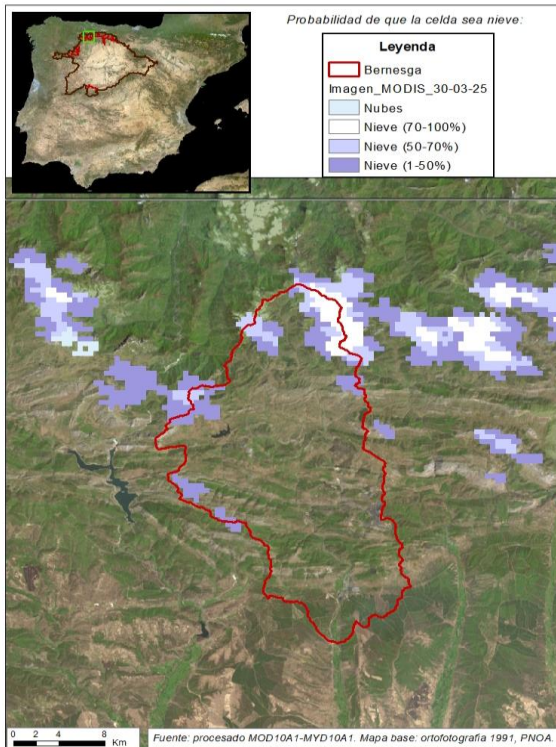 Probabilidad de que la celda sea nieve:
Leyenda
Bernesga
Imagen_MODIS_30-03-25
Nubes
Nieve (70-100%)
Nieve (50-70%)
Nieve (1-50%)
0 2 4 8
Km
Fuente: procesado MOD10A1-MYD10A1. Mapa base: ortofotografía 1991, PNOA.